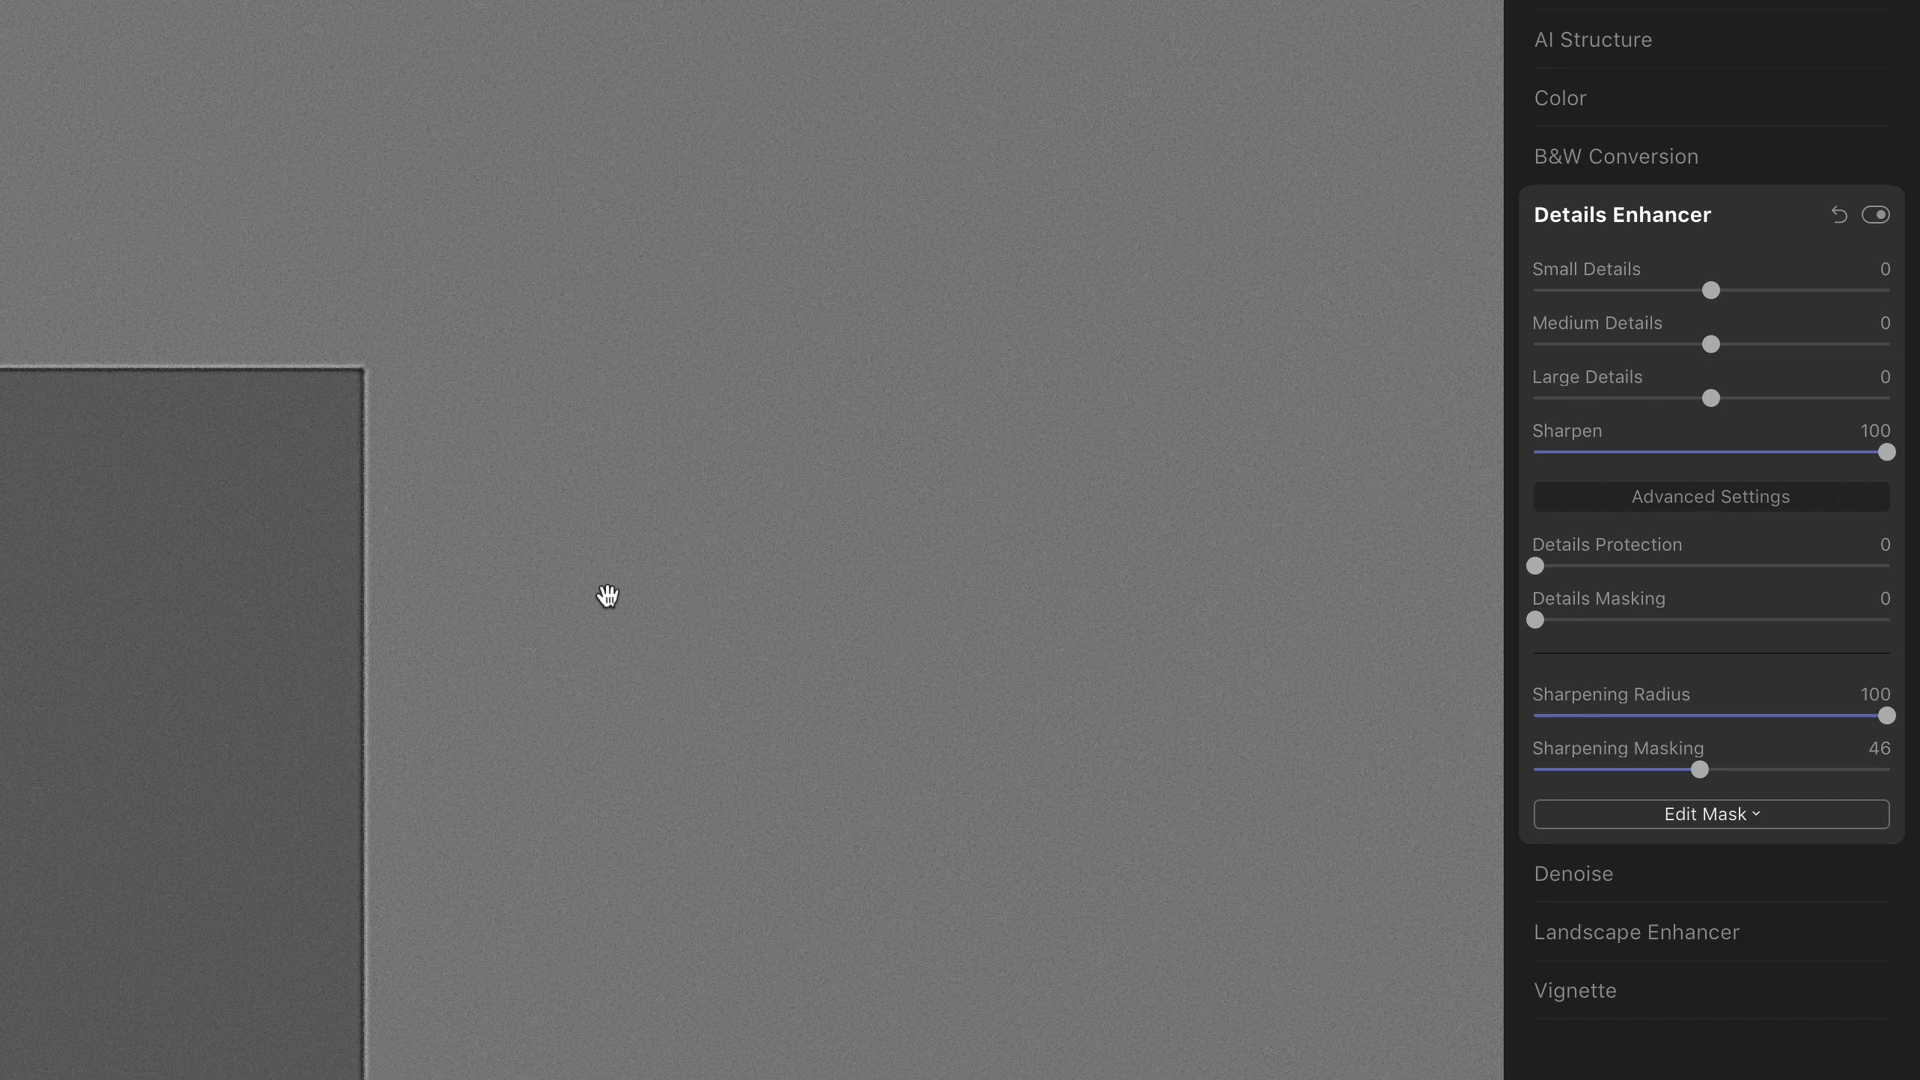 AI Structure
Color
B&W Conversion
Details Enhancer
Small Details 0
Medium Details 0
Large Details 0
Sharpen 100
Advanced Settings
Details Protection 0
Details Masking 0
Sharpening Radius 100
Sharpening Masking 46
Edit Mask
Denoise
Landscape Enhancer
Vignette